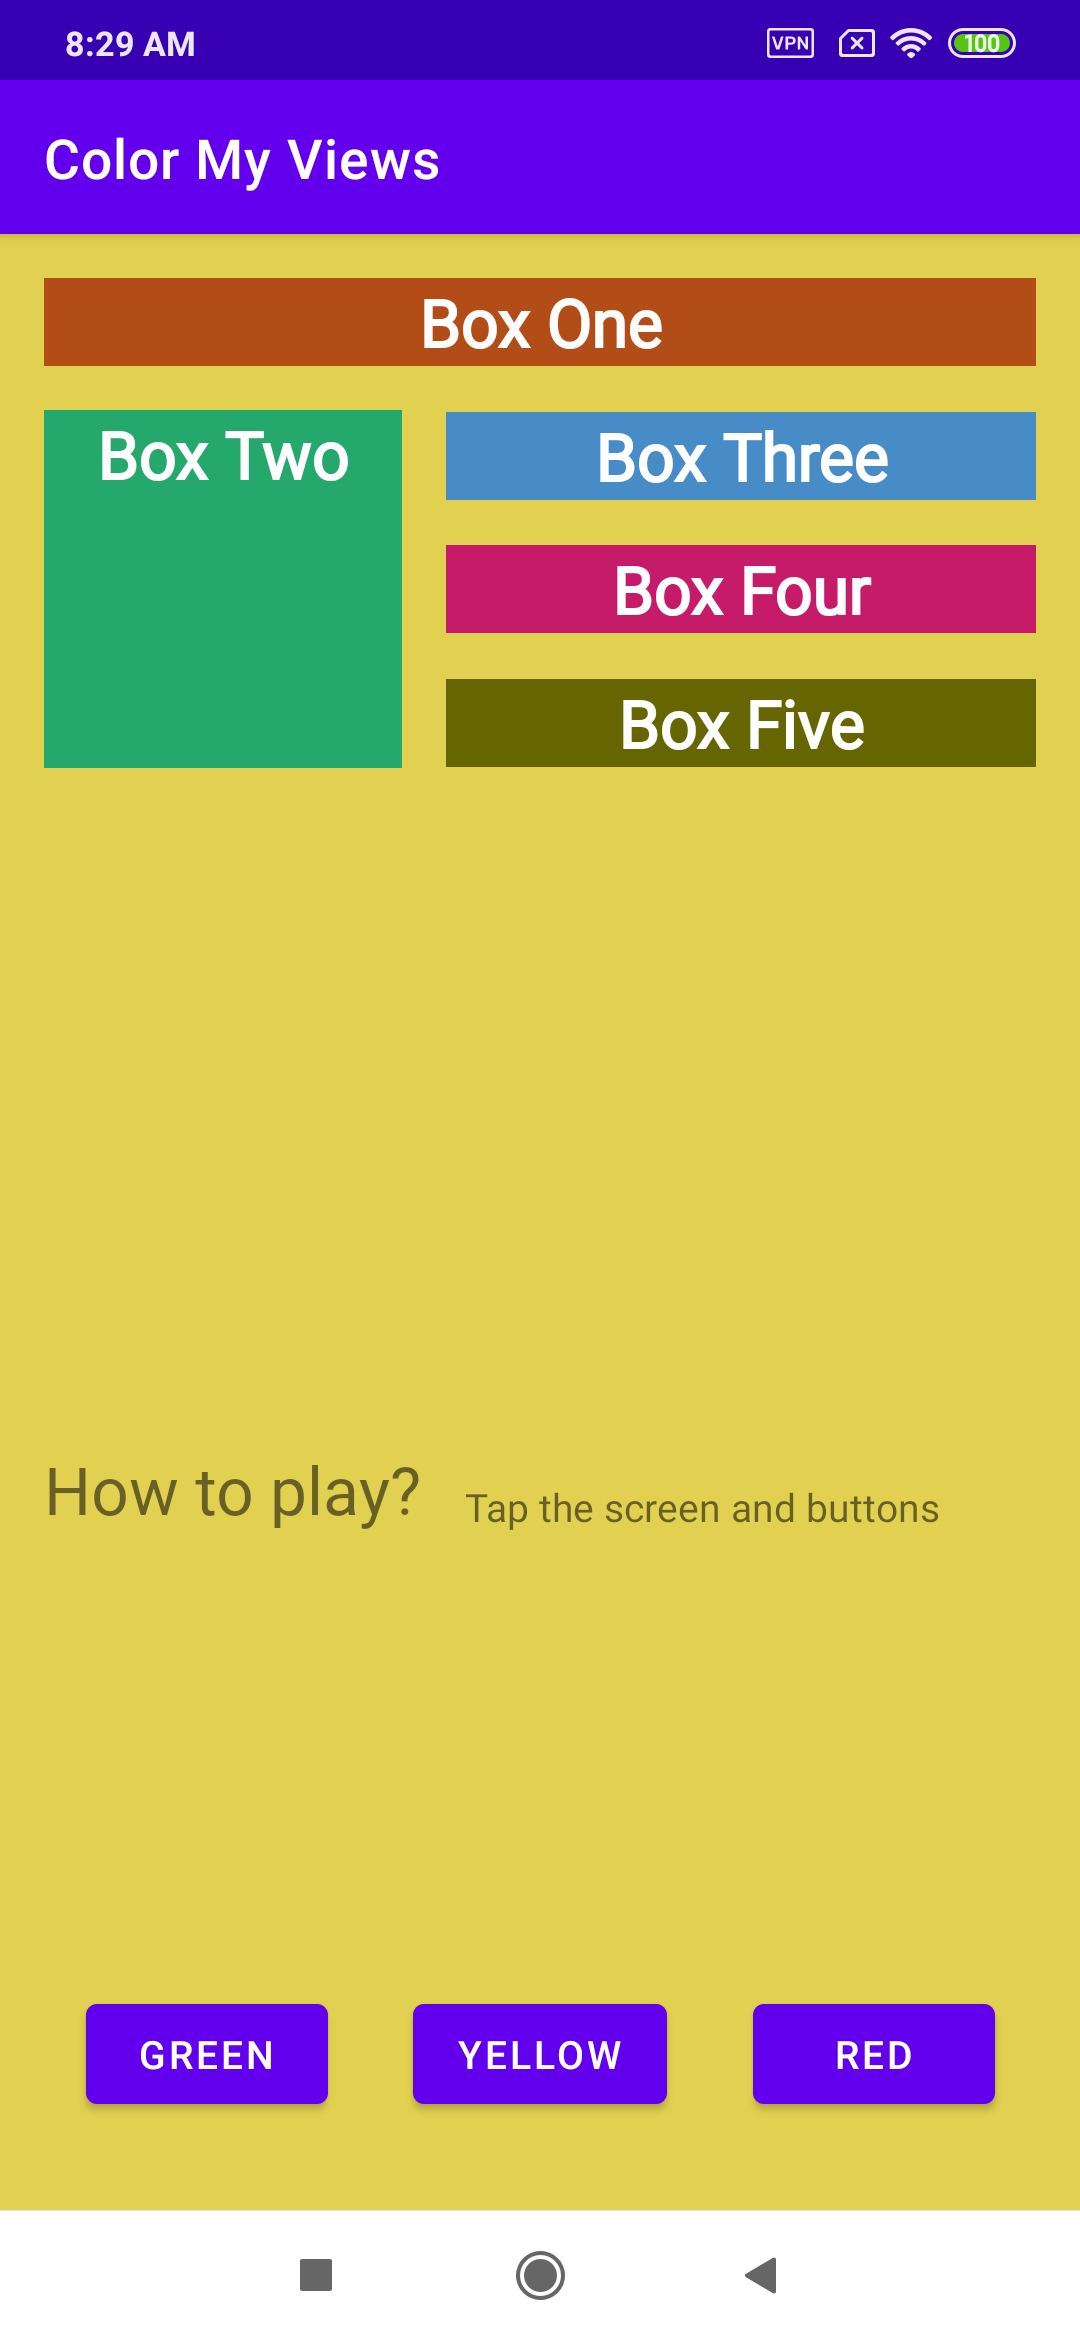 8:29 AM VPN 100
Color My Views
Box One
Box Two
Box Three
Box Four
Box Five
How to play? Tap the screen and buttons
GREEN YELLOW RED